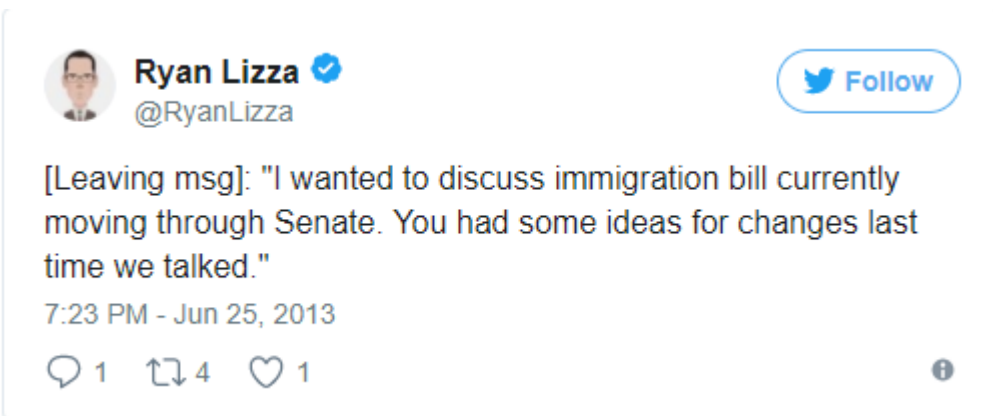 Ryan Lizza
@RyanLizza
Follow
[Leaving msg]: "I wanted to discuss immigration bill currently
moving through Senate. You had some ideas for changes last
time we talked."
7:23 PM - Jun 25, 2013
1 4 1